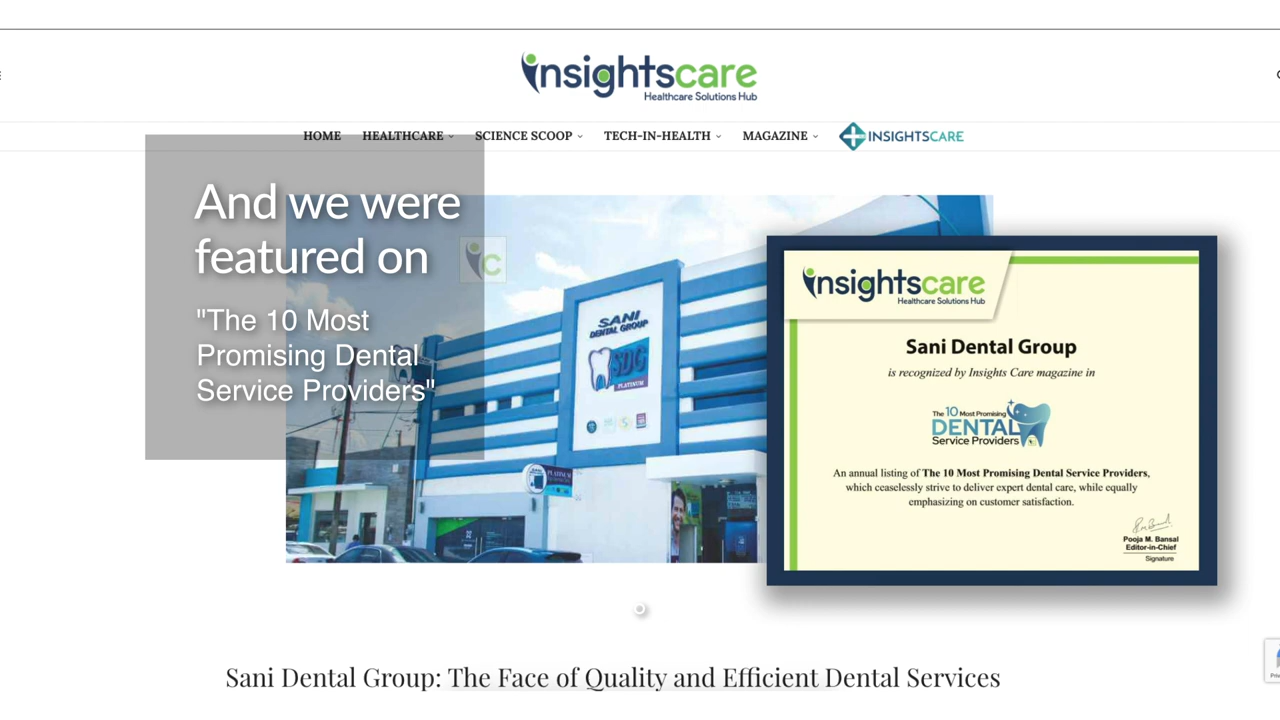 insightscare
Healthcare Solutions Hub
HOME HEALTHCARE SCIENCE SCOOP TECH-IN-HEALTH MAGAZINE INSIGHTSCARE
And we were
featured on
"The 10 Most
Promising Dental
Service Providers"
SANI
DENTAL GROUP
SDG
PLATINUM
PLATINUM
insightscare
Healthcare Solutions Hub
Sani Dental Group
is recognized by Insights Care magazine in
The 10 Most Promising
DENTAL
Service Providers
An annual listing of The 10 Most Promising Dental Service Providers,
which ceaselessly strive to deliver expert dental care, while equally
emphasizing on customer satisfaction.
Pooja M. Bansal
Editor-in-Chief
Signature
Sani Dental Group: The Face of Quality and Efficient Dental Services